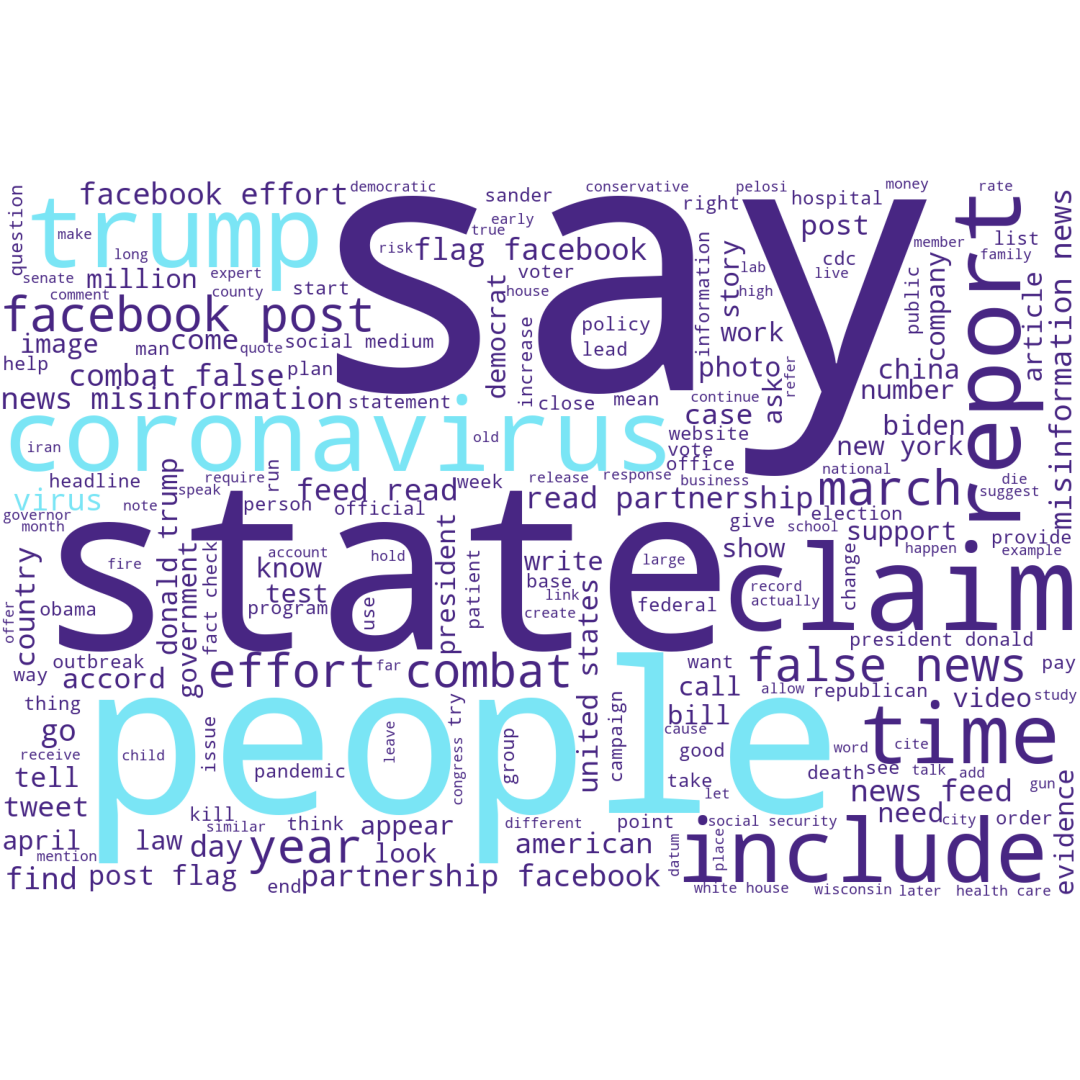 question
facebook effort
democratic
sander
conservative
pelosi
money
rate
trump
say
right
hospital
report
misinformation news
make
long
early
true
post
list
family
member
senate
million
expert
risk
flag facebook
voter
story
information
lab
cdc
live
public
company
article
comment
county
start
house
high
facebook post
democrat
policy
lead
work
image
man
come
quote
social medium
increase
photo
refer
china
help
combat false
plan
close
mean
continue
ask
number
news misinformation
statement
case
biden
coronavirus
old
website
vote
new york
iran
office
headline
donald trump
speak
require
run
week
release
response
business
national
march
die
suggest
virus
note
feed read
read partnership
governor
month
person
official
give
election
school
support
provide
happen
example
state
claim
country
fire
government
fact check
account
know
hold
president
patient
write
large
show
change
test
base
link
record
actually
obama
program
use
create
federal
offer
united states
president donald
way
outbreak
accord
effort
far
combat
want
false news
pay
thing
people
call
allow
republican
video
study
go
issue
leave
congress
try
group
campaign
bill
cause
time
receive
child
good
word
cite
tell
pandemic
take
death
see
talk
add
gun
evidence
tweet
kill
let
news feed
similar
think
appear
different
point
social security
need
city
order
april
law
day
year
look
american
datum
place
include
mention
find
post flag
end
partnership facebook
white house
wisconsin
later
health care